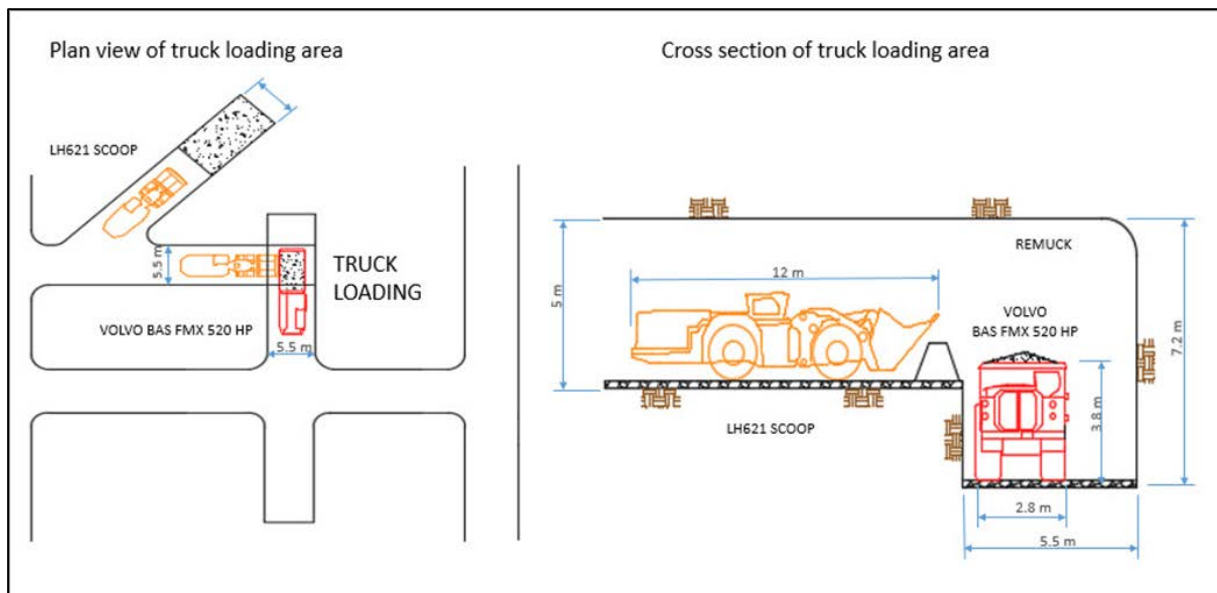 Plan view of truck loading area
LH621 SCOOP
5.5 m
TRUCK
LOADING
VOLVO BAS FMX 520 HP
5.5 m
Cross section of truck loading area
REMUCK
12 m
5 m
VOLVO
BAS FMX 520 HP
7.2 m
3.8 m
LH621 SCOOP
2.8 m
5.5 m